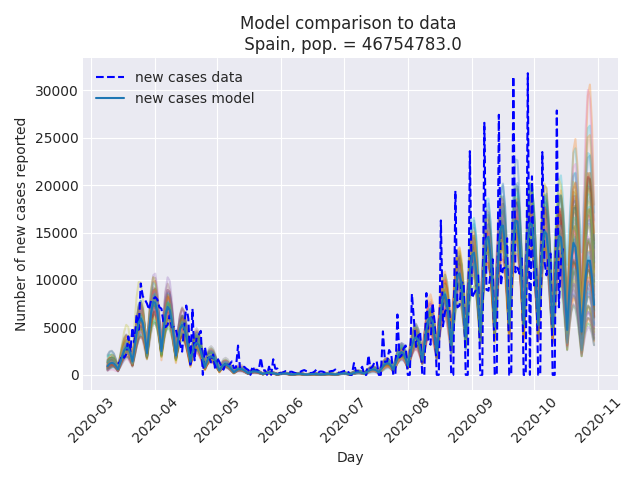 Model comparison to data
Spain, pop. = 46754783.0
new cases data
new cases model
Number of new cases reported
30000
25000
20000
15000
10000
5000
0
2020-03
2020-04
2020-05
2020-06
2020-07
2020-08
2020-09
2020-10
2020-11
Day